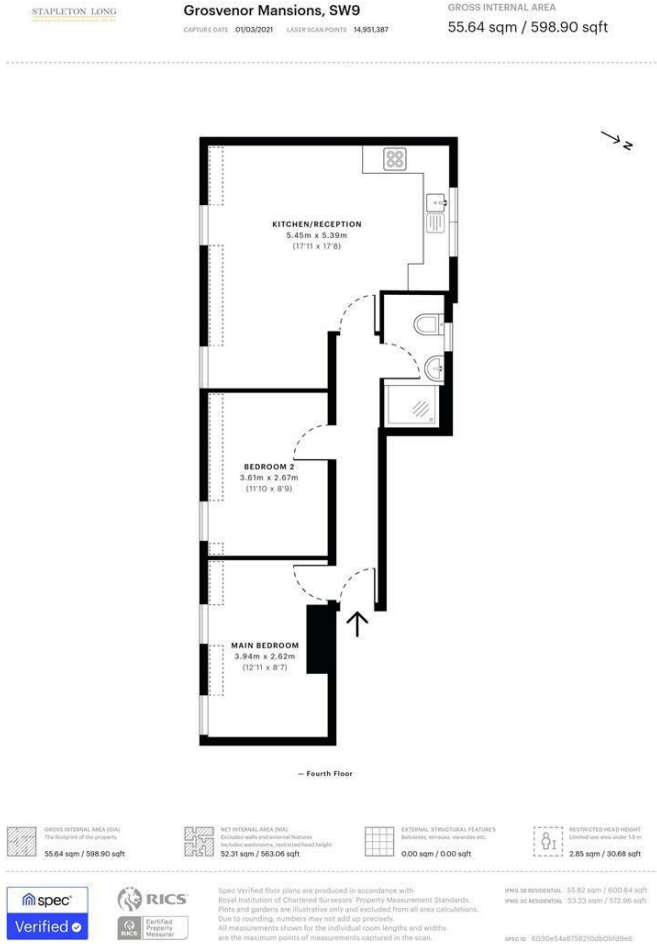 STAPLETON LONG
Grosvenor Mansions, SW9
CAPTURE DATE 01/03/2021 LASER SCAN POINTS 14,951,387
GROSS INTERNAL AREA
55.64 sqm / 598.90 sqft
N
KITCHEN/RECEPTION
5.45m x 5.39m
(17'11 x 17'8)
BEDROOM 2
3.61m x 2.67m
(11'10 x 8'9)
MAIN BEDROOM
3.94m x 2.62m
(12'11 x 8'7)
— Fourth Floor
GROSS INTERNAL AREA (GIA)
The footprint of the property
55.64 sqm / 598.90 sqft
NET INTERNAL AREA (NIA)
Excludes walls and external features
Includes washrooms, restricted head height
52.31 sqm / 563.06 sqft
EXTERNAL STRUCTURAL FEATURES
Balconies, terraces, verandas etc.
0.00 sqm / 0.00 sqft
RESTRICTED HEAD HEIGHT
Limited use area under 1.5 m
2.85 sqm / 30.68 sqft
spec
Verified
RICS
RICS
Certified
Property
Measurer
Spec Verified floor plans are produced in accordance with
Royal Institution of Chartered Surveyors' Property Measurement Standards.
Plots and gardens are illustrative only and excluded from all area calculations.
Due to rounding, numbers may not add up precisely.
All measurements shown for the individual room lengths and widths
are the maximum points of measurements captured in the scan.
IPMS 3B RESIDENTIAL 55.82 sqm / 600.84 sqft
IPMS 3C RESIDENTIAL 53.23 sqm / 572.96 sqft
SPEC ID